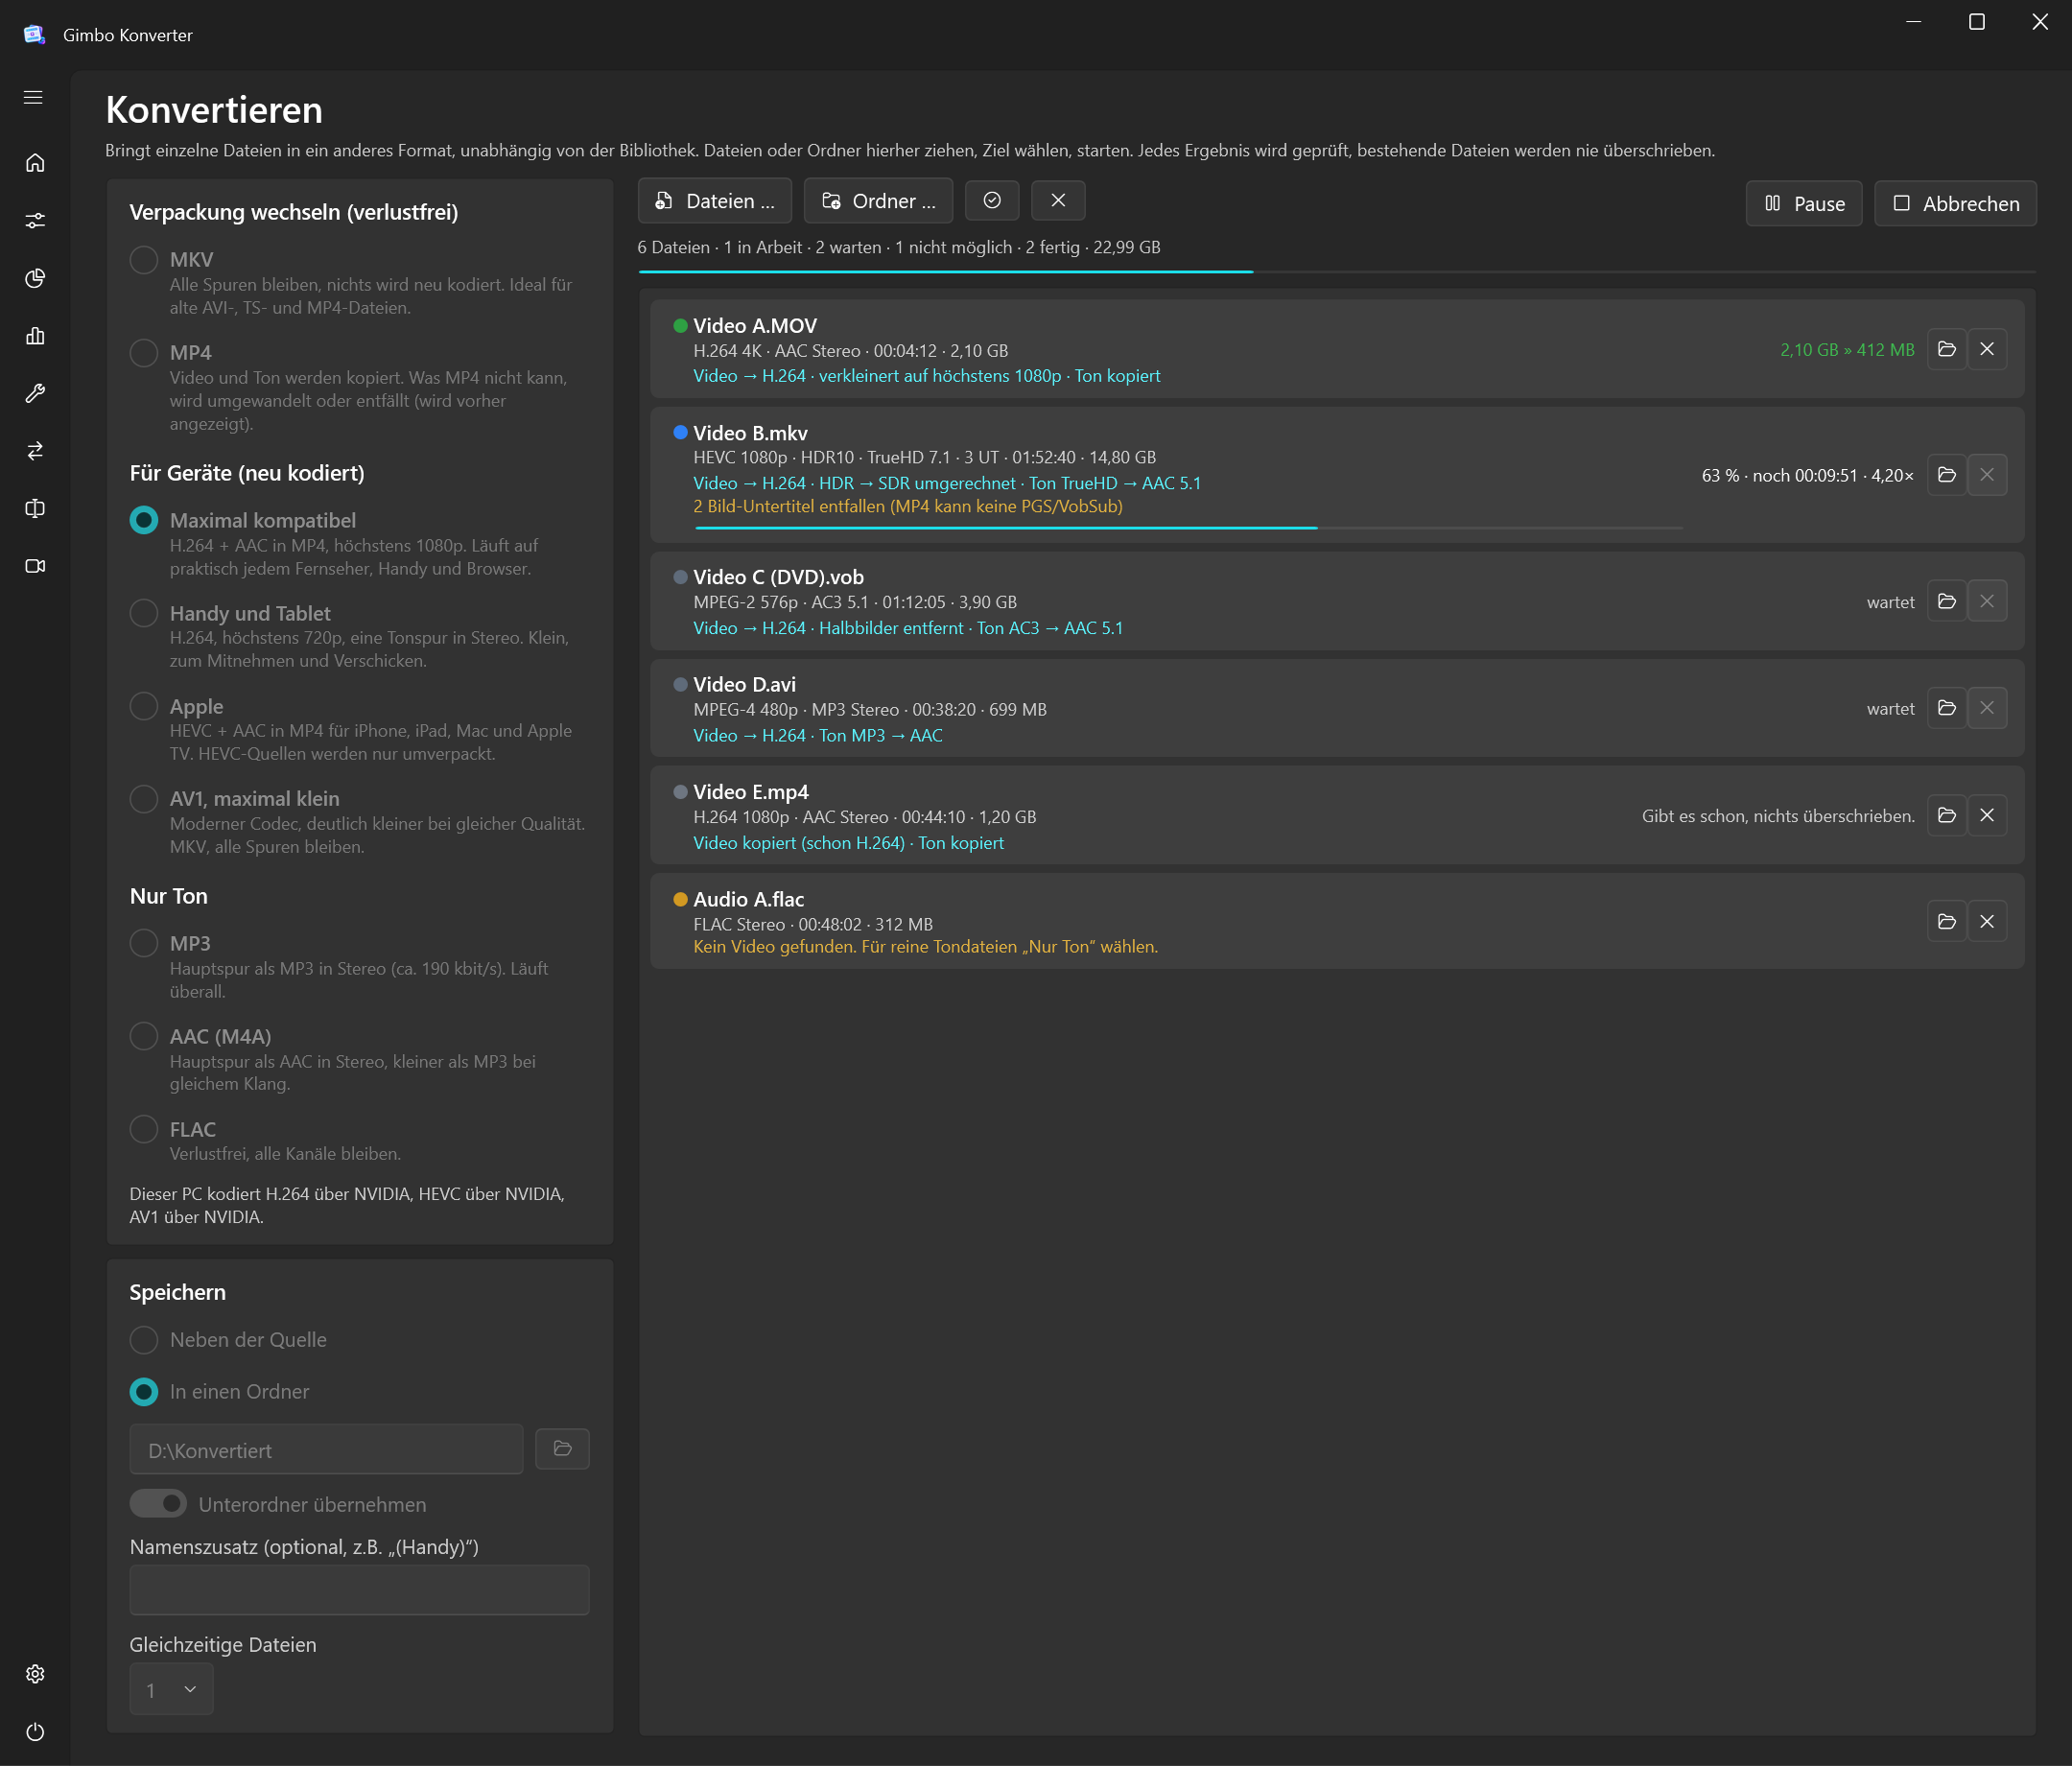 Gimbo Konverter
Konvertieren
Bringt einzelne Dateien in ein anderes Format, unabhängig von der Bibliothek. Dateien oder Ordner hierher ziehen, Ziel wählen, starten. Jedes Ergebnis wird geprüft, bestehende Dateien werden nie überschrieben.
Verpackung wechseln (verlustfrei)
MKV
Alle Spuren bleiben, nichts wird neu kodiert. Ideal für
alte AVI-, TS- und MP4-Dateien.
MP4
Video und Ton werden kopiert. Was MP4 nicht kann,
wird umgewandelt oder entfällt (wird vorher
angezeigt).
Für Geräte (neu kodiert)
Maximal kompatibel
H.264 + AAC in MP4, höchstens 1080p. Läuft auf
praktisch jedem Fernseher, Handy und Browser.
Handy und Tablet
H.264, höchstens 720p, eine Tonspur in Stereo. Klein,
zum Mitnehmen und Verschicken.
Apple
HEVC + AAC in MP4 für iPhone, iPad, Mac und Apple
TV. HEVC-Quellen werden nur umverpackt.
AV1, maximal klein
Moderner Codec, deutlich kleiner bei gleicher Qualität.
MKV, alle Spuren bleiben.
Nur Ton
MP3
Hauptspur als MP3 in Stereo (ca. 190 kbit/s). Läuft
überall.
AAC (M4A)
Hauptspur als AAC in Stereo, kleiner als MP3 bei
gleichem Klang.
FLAC
Verlustfrei, alle Kanäle bleiben.
Dieser PC kodiert H.264 über NVIDIA, HEVC über NVIDIA,
AV1 über NVIDIA.
Speichern
Neben der Quelle
In einen Ordner
D:\Konvertiert
Unterordner übernehmen
Namenszusatz (optional, z.B. „(Handy)“)
Gleichzeitige Dateien
1
Dateien ...
Ordner ...
Pause
Abbrechen
6 Dateien · 1 in Arbeit · 2 warten · 1 nicht möglich · 2 fertig · 22,99 GB
Video A.MOV
H.264 4K · AAC Stereo · 00:04:12 · 2,10 GB
Video → H.264 · verkleinert auf höchstens 1080p · Ton kopiert
2,10 GB » 412 MB
Video B.mkv
HEVC 1080p · HDR10 · TrueHD 7.1 · 3 UT · 01:52:40 · 14,80 GB
Video → H.264 · HDR → SDR umgerechnet · Ton TrueHD → AAC 5.1
2 Bild-Untertitel entfallen (MP4 kann keine PGS/VobSub)
63 % · noch 00:09:51 · 4,20×
Video C (DVD).vob
MPEG-2 576p · AC3 5.1 · 01:12:05 · 3,90 GB
Video → H.264 · Halbbilder entfernt · Ton AC3 → AAC 5.1
wartet
Video D.avi
MPEG-4 480p · MP3 Stereo · 00:38:20 · 699 MB
Video → H.264 · Ton MP3 → AAC
wartet
Video E.mp4
H.264 1080p · AAC Stereo · 00:44:10 · 1,20 GB
Video kopiert (schon H.264) · Ton kopiert
Gibt es schon, nichts überschrieben.
Audio A.flac
FLAC Stereo · 00:48:02 · 312 MB
Kein Video gefunden. Für reine Tondateien „Nur Ton“ wählen.